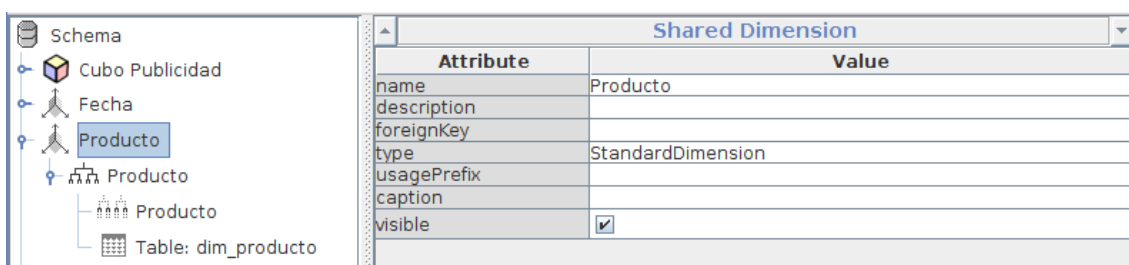 Schema
Cubo Publicidad
Fecha
Producto
Producto
Producto
Table: dim_producto
Shared Dimension
Attribute Value
name Producto
description
foreignKey
type StandardDimension
usagePrefix
caption
visible